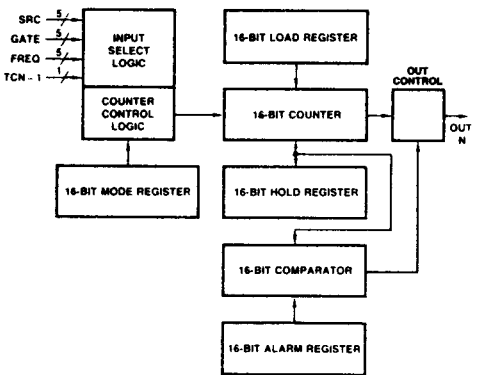 SRC 5
GATE 5
FREQ 5
TCN - 1 1
INPUT
SELECT
LOGIC
COUNTER
CONTROL
LOGIC
16-BIT MODE REGISTER
16-BIT LOAD REGISTER
16-BIT COUNTER
16-BIT HOLD REGISTER
16-BIT COMPARATOR
16-BIT ALARM REGISTER
OUT
CONTROL
OUT
N